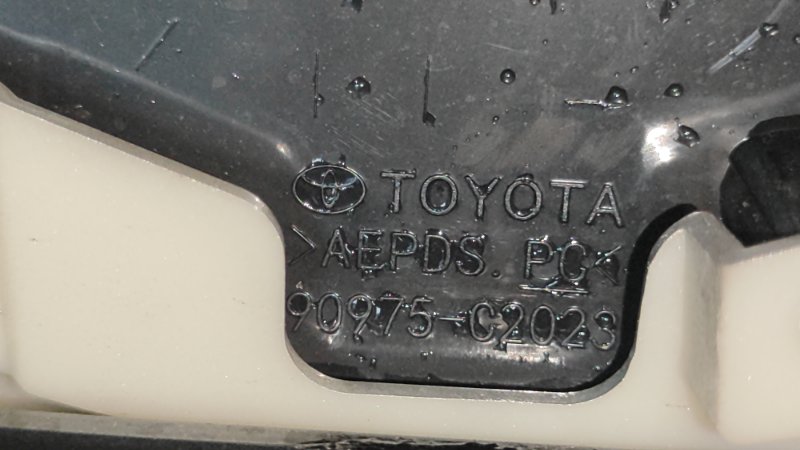 TOYOTA
>AEPDS. PC<
90975-C2023